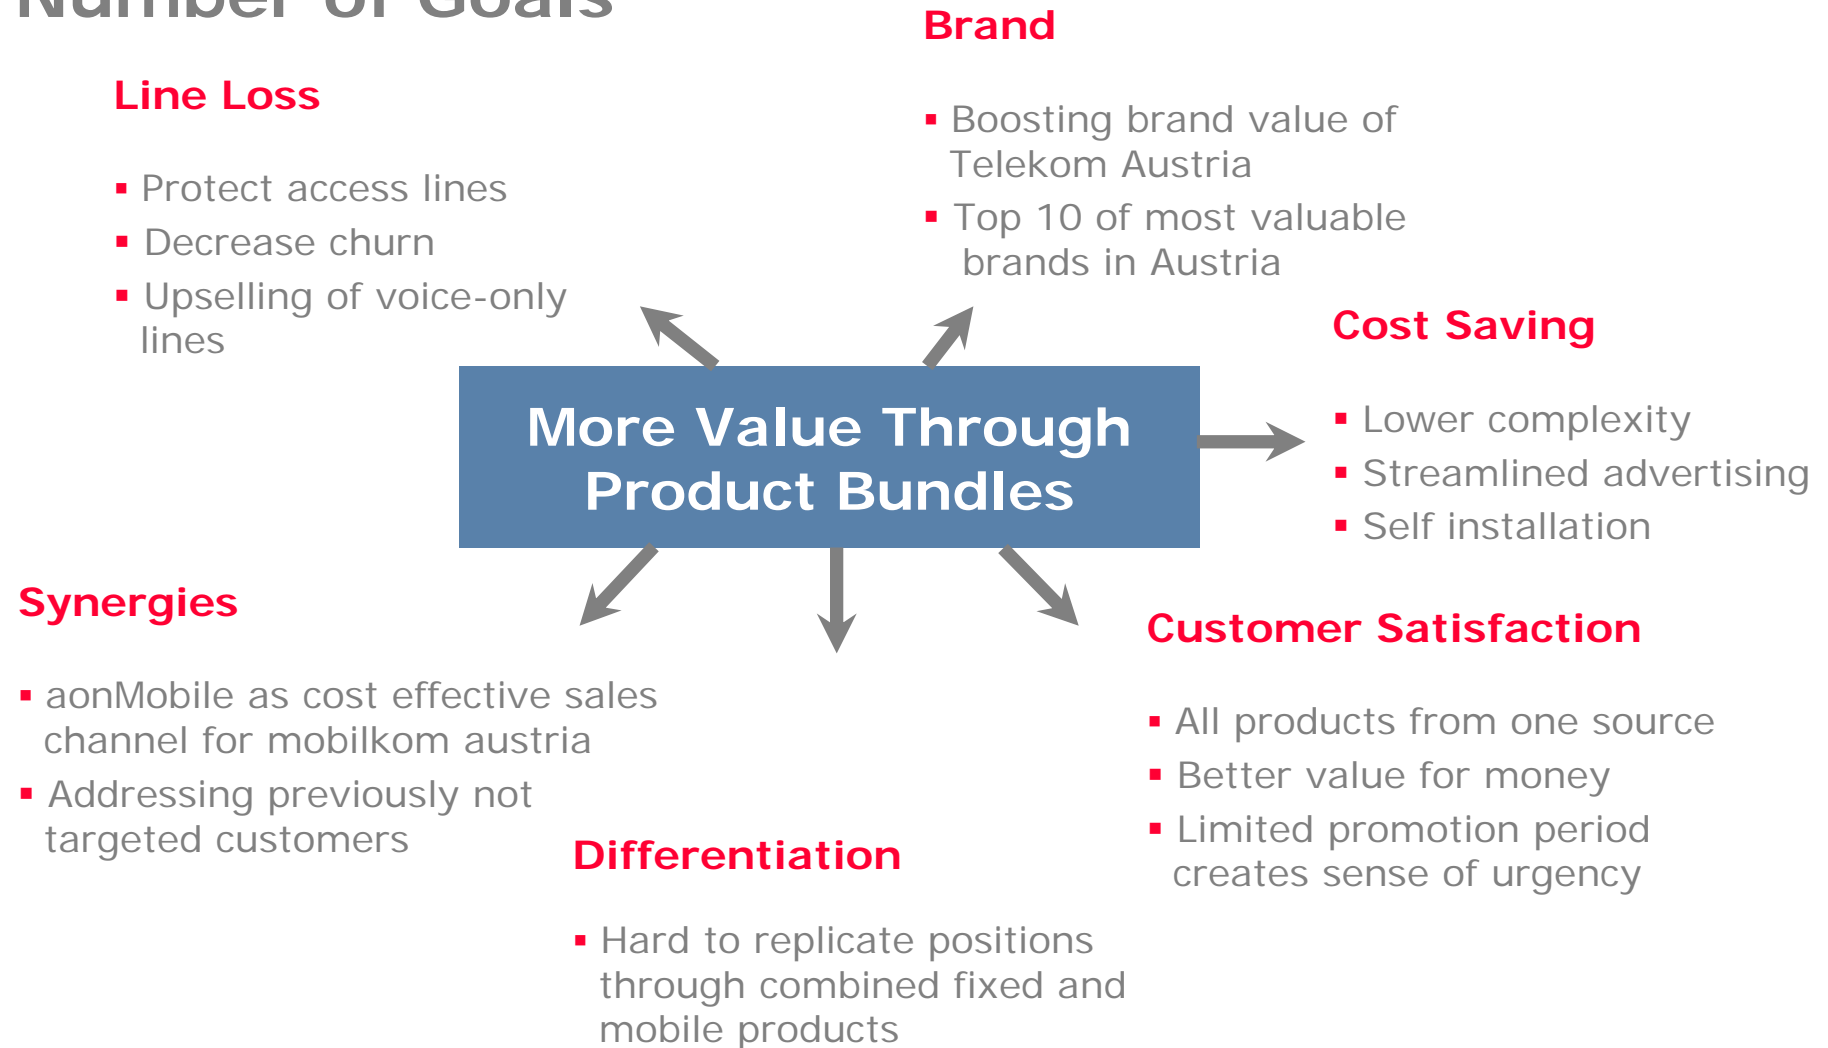 Number of Goals
Brand
Line Loss
▪ Boosting brand value of
Telekom Austria
▪ Protect access lines
▪ Top 10 of most valuable
brands in Austria
▪ Decrease churn
▪ Upselling of voice-only
lines
Cost Saving
More Value Through
Product Bundles
▪ Lower complexity
▪ Streamlined advertising
▪ Self installation
Synergies
Customer Satisfaction
▪ aonMobile as cost effective sales
channel for mobilkom austria
▪ All products from one source
▪ Better value for money
▪ Addressing previously not
targeted customers
▪ Limited promotion period
creates sense of urgency
Differentiation
▪ Hard to replicate positions
through combined fixed and
mobile products